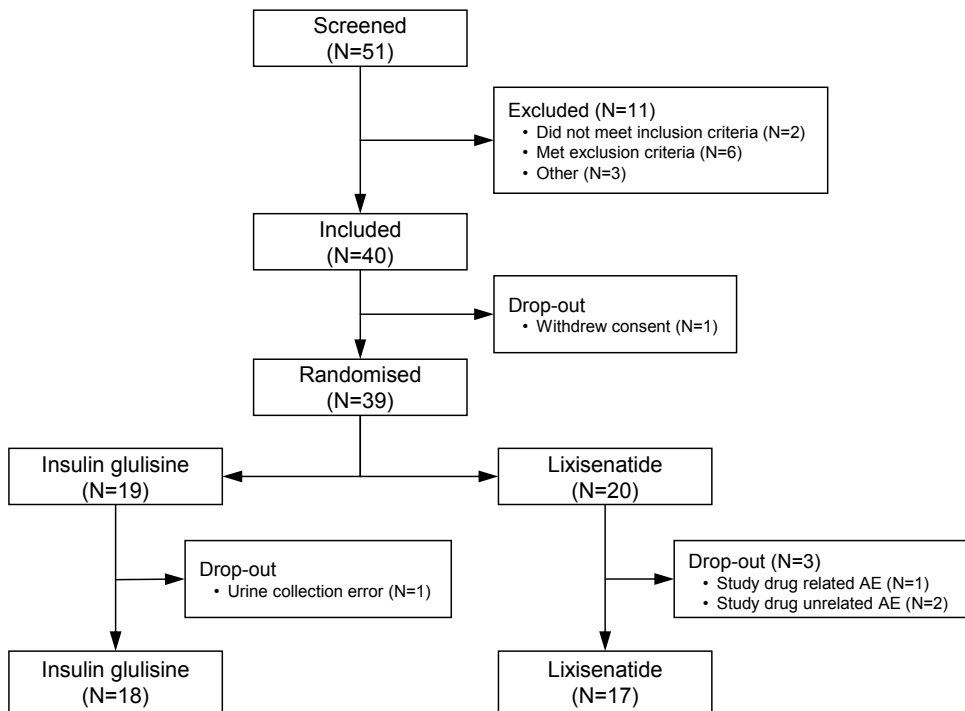 Screened
(N=51)
Excluded (N=11)
• Did not meet inclusion criteria (N=2)
• Met exclusion criteria (N=6)
• Other (N=3)
Included
(N=40)
Drop-out
• Withdrew consent (N=1)
Randomised
(N=39)
Insulin glulisine
(N=19)
Lixisenatide
(N=20)
Drop-out
• Urine collection error (N=1)
Drop-out (N=3)
• Study drug related AE (N=1)
• Study drug unrelated AE (N=2)
Insulin glulisine
(N=18)
Lixisenatide
(N=17)